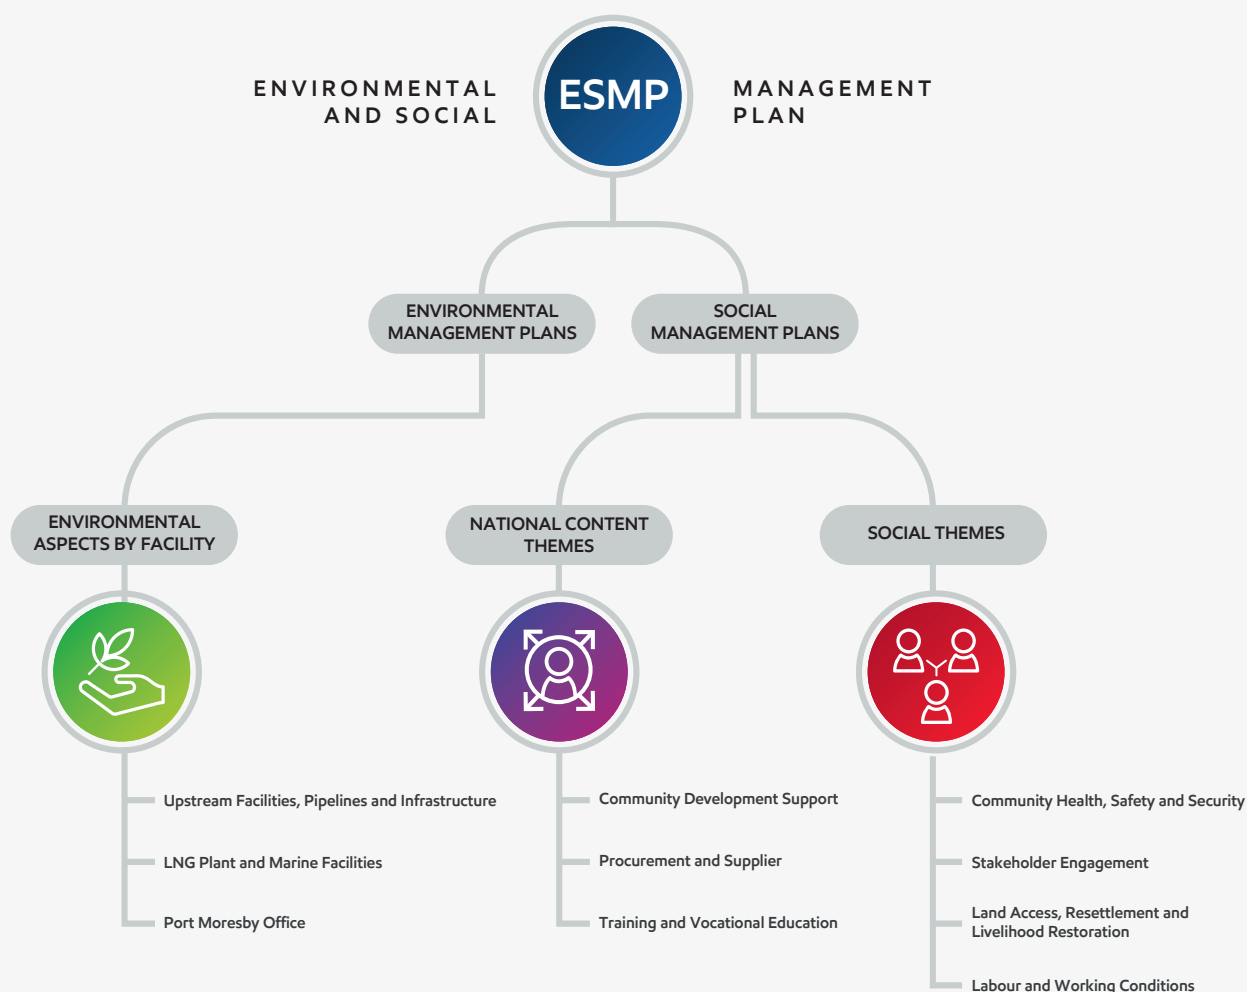 ENVIRONMENTAL
AND SOCIAL
ESMP
MANAGEMENT
PLAN
ENVIRONMENTAL
MANAGEMENT PLANS
SOCIAL
MANAGEMENT PLANS
ENVIRONMENTAL
ASPECTS BY FACILITY
NATIONAL CONTENT
THEMES
SOCIAL THEMES
Upstream Facilities, Pipelines and Infrastructure
LNG Plant and Marine Facilities
Port Moresby Office
Community Development Support
Procurement and Supplier
Training and Vocational Education
Community Health, Safety and Security
Stakeholder Engagement
Land Access, Resettlement and
Livelihood Restoration
Labour and Working Conditions